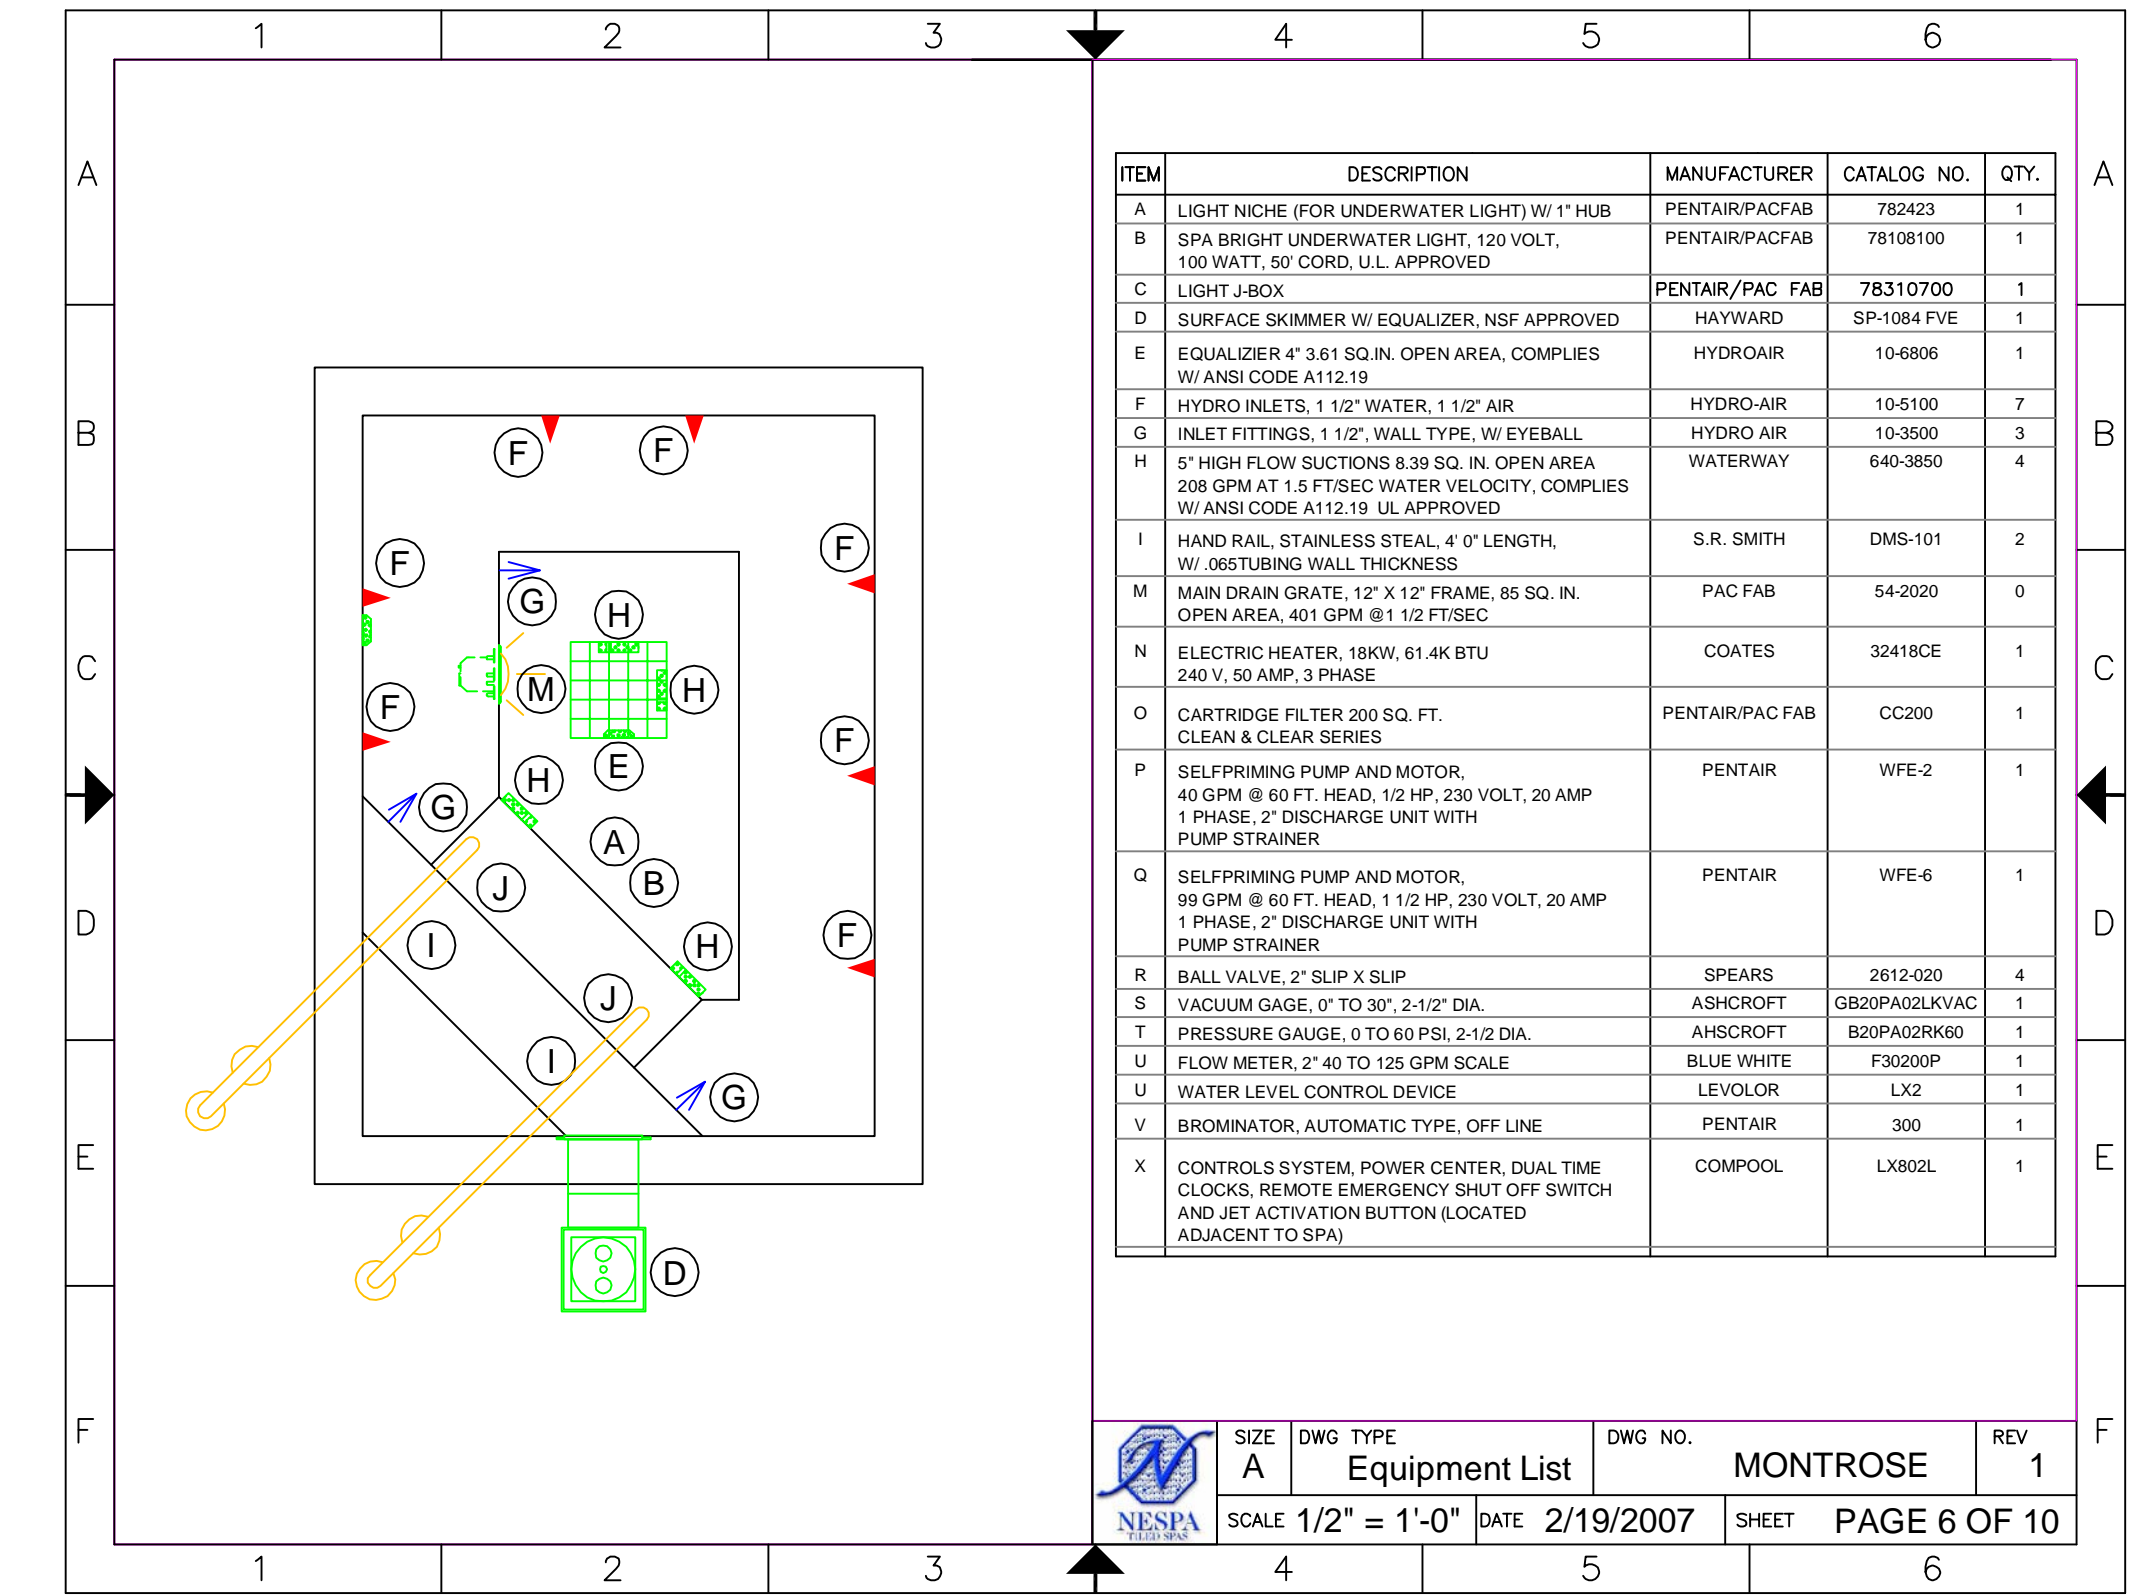 1 2 3 4 5 6
A A
B B
C C
D D
E E
F F
F F
F F
G H
F M H
F E F
H
G A
J B
I H F
J
I G
D
ITEM DESCRIPTION MANUFACTURER CATALOG NO. QTY.
A LIGHT NICHE (FOR UNDERWATER LIGHT) W/ 1" HUB PENTAIR/PACFAB 782423 1
B SPA BRIGHT UNDERWATER LIGHT, 120 VOLT, PENTAIR/PACFAB 78108100 1
100 WATT, 50' CORD, U.L. APPROVED
C LIGHT J-BOX PENTAIR/PAC FAB 78310700 1
D SURFACE SKIMMER W/ EQUALIZER, NSF APPROVED HAYWARD SP-1084 FVE 1
E EQUALIZIER 4" 3.61 SQ.IN. OPEN AREA, COMPLIES HYDROAIR 10-6806 1
W/ ANSI CODE A112.19
F HYDRO INLETS, 1 1/2" WATER, 1 1/2" AIR HYDRO-AIR 10-5100 7
G INLET FITTINGS, 1 1/2", WALL TYPE, W/ EYEBALL HYDRO AIR 10-3500 3
H 5" HIGH FLOW SUCTIONS 8.39 SQ. IN. OPEN AREA WATERWAY 640-3850 4
208 GPM AT 1.5 FT/SEC WATER VELOCITY, COMPLIES
W/ ANSI CODE A112.19 UL APPROVED
I HAND RAIL, STAINLESS STEAL, 4' 0" LENGTH, S.R. SMITH DMS-101 2
W/ .065TUBING WALL THICKNESS
M MAIN DRAIN GRATE, 12" X 12" FRAME, 85 SQ. IN. PAC FAB 54-2020 0
OPEN AREA, 401 GPM @1 1/2 FT/SEC
N ELECTRIC HEATER, 18KW, 61.4K BTU COATES 32418CE 1
240 V, 50 AMP, 3 PHASE
O CARTRIDGE FILTER 200 SQ. FT. PENTAIR/PAC FAB CC200 1
CLEAN & CLEAR SERIES
P SELFPRIMING PUMP AND MOTOR, PENTAIR WFE-2 1
40 GPM @ 60 FT. HEAD, 1/2 HP, 230 VOLT, 20 AMP
1 PHASE, 2" DISCHARGE UNIT WITH
PUMP STRAINER
Q SELFPRIMING PUMP AND MOTOR, PENTAIR WFE-6 1
99 GPM @ 60 FT. HEAD, 1 1/2 HP, 230 VOLT, 20 AMP
1 PHASE, 2" DISCHARGE UNIT WITH
PUMP STRAINER
R BALL VALVE, 2" SLIP X SLIP SPEARS 2612-020 4
S VACUUM GAGE, 0" TO 30", 2-1/2" DIA. ASHCROFT GB20PA02LKVAC 1
T PRESSURE GAUGE, 0 TO 60 PSI, 2-1/2 DIA. AHSCROFT B20PA02RK60 1
U FLOW METER, 2" 40 TO 125 GPM SCALE BLUE WHITE F30200P 1
U WATER LEVEL CONTROL DEVICE LEVOLOR LX2 1
V BROMINATOR, AUTOMATIC TYPE, OFF LINE PENTAIR 300 1
X CONTROLS SYSTEM, POWER CENTER, DUAL TIME COMPOOL LX802L 1
CLOCKS, REMOTE EMERGENCY SHUT OFF SWITCH
AND JET ACTIVATION BUTTON (LOCATED
ADJACENT TO SPA)
N
NESPA
TILED SPAS
SIZE DWG TYPE DWG NO. REV
A Equipment List MONTROSE 1
SCALE 1/2" = 1'-0" DATE 2/19/2007 SHEET PAGE 6 OF 10
1 2 3 4 5 6